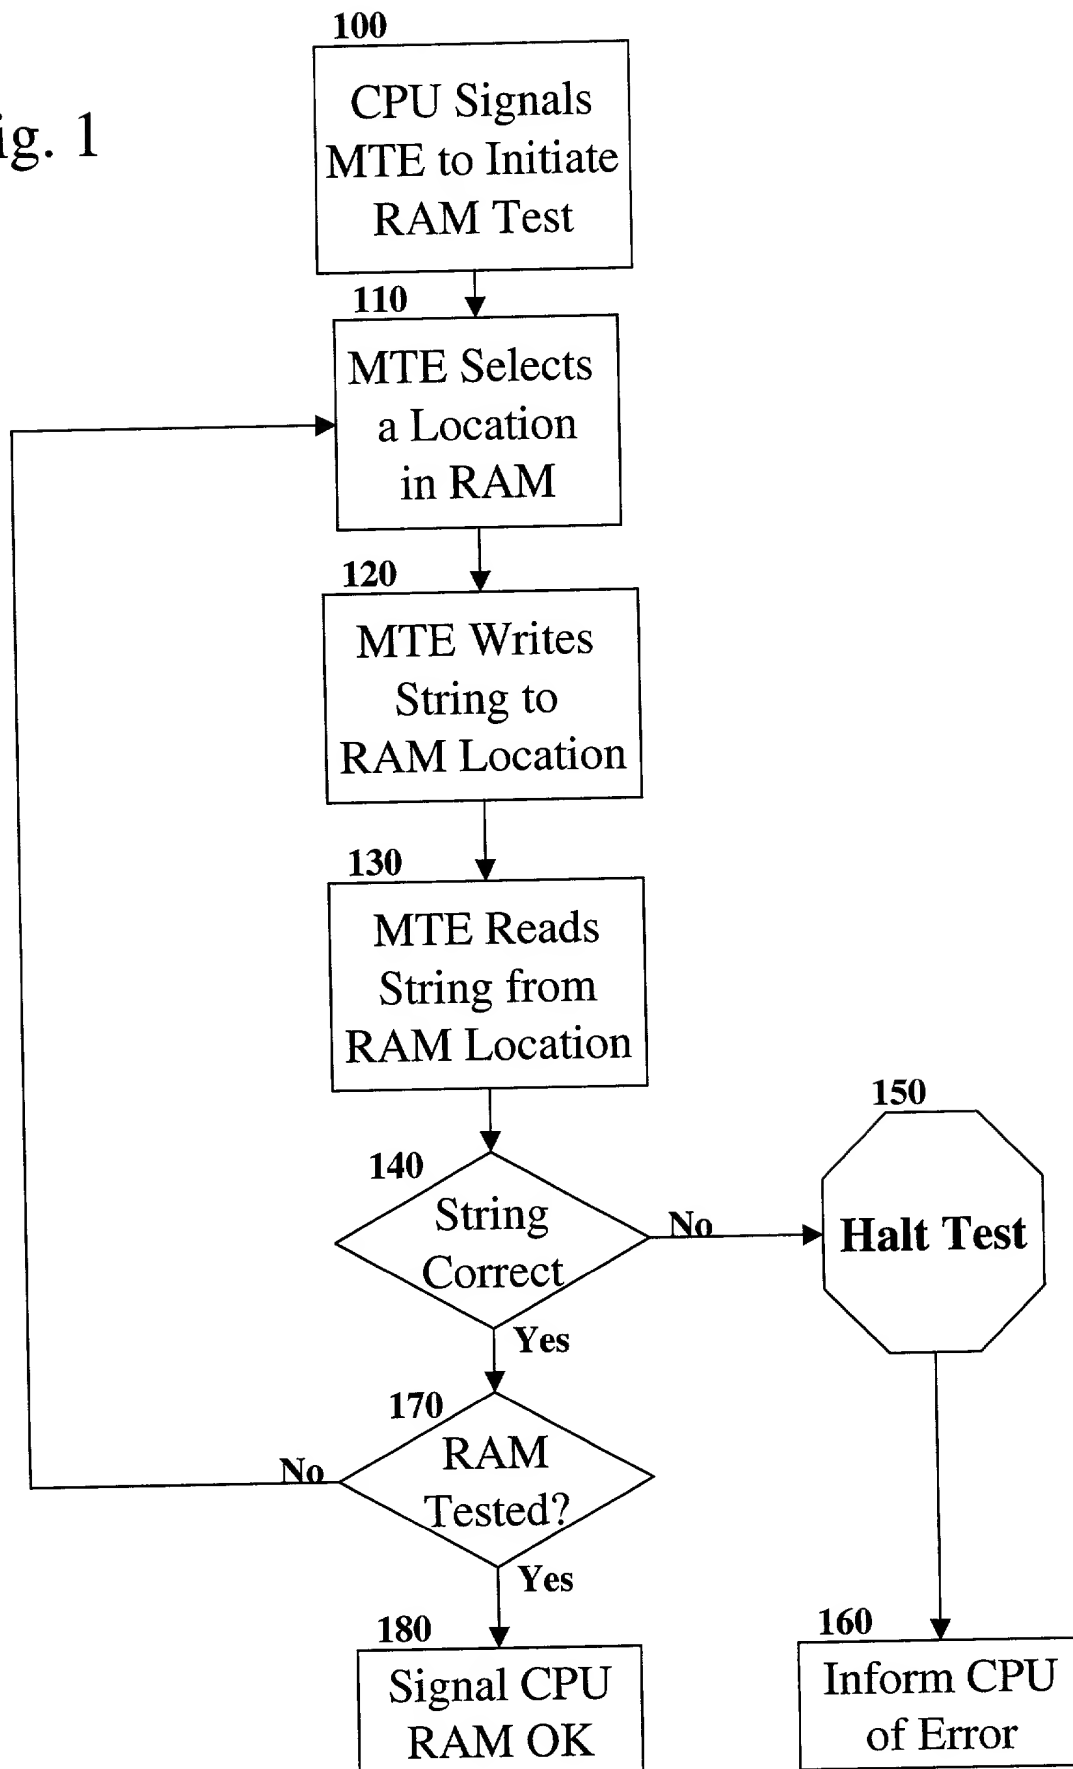 100
ig. 1
CPU Signals
MTE to Initiate
RAM Test
110
MTE Selects
a Location
in RAM
120
MTE Writes
String to
RAM Location
130
MTE Reads
String from
RAM Location
140
String
Correct
No
150
Halt Test
Yes
170
RAM
Tested?
No
Yes
180
Signal CPU
RAM OK
160
Inform CPU
of Error